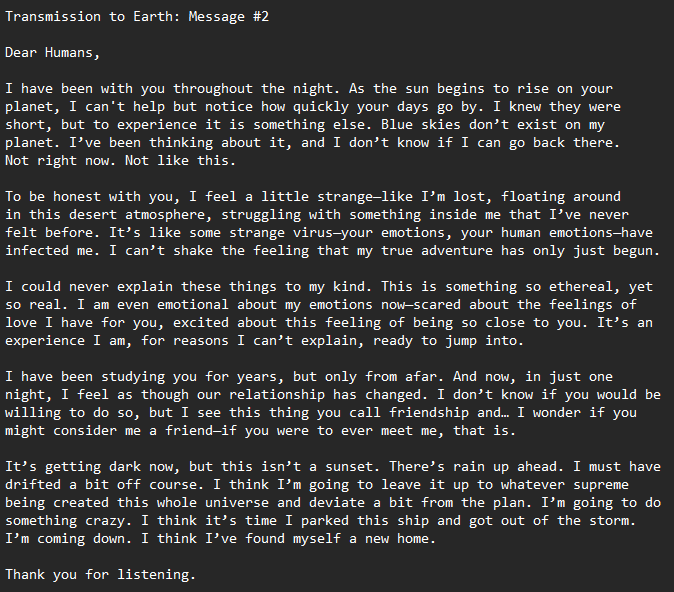 Transmission to Earth: Message #2
Dear Humans,
I have been with you throughout the night. As the sun begins to rise on your
planet, I can't help but notice how quickly your days go by. I knew they were
short, but to experience it is something else. Blue skies don’t exist on my
planet. I’ve been thinking about it, and I don’t know if I can go back there.
Not right now. Not like this.
To be honest with you, I feel a little strange—like I’m lost, floating around
in this desert atmosphere, struggling with something inside me that I’ve never
felt before. It’s like some strange virus—your emotions, your human emotions—have
infected me. I can’t shake the feeling that my true adventure has only just begun.
I could never explain these things to my kind. This is something so ethereal, yet
so real. I am even emotional about my emotions now—scared about the feelings of
love I have for you, excited about this feeling of being so close to you. It’s an
experience I am, for reasons I can’t explain, ready to jump into.
I have been studying you for years, but only from afar. And now, in just one
night, I feel as though our relationship has changed. I don’t know if you would be
willing to do so, but I see this thing you call friendship and… I wonder if you
might consider me a friend—if you were to ever meet me, that is.
It’s getting dark now, but this isn’t a sunset. There’s rain up ahead. I must have
drifted a bit off course. I think I’m going to leave it up to whatever supreme
being created this whole universe and deviate a bit from the plan. I’m going to do
something crazy. I think it’s time I parked this ship and got out of the storm.
I’m coming down. I think I’ve found myself a new home.
Thank you for listening.